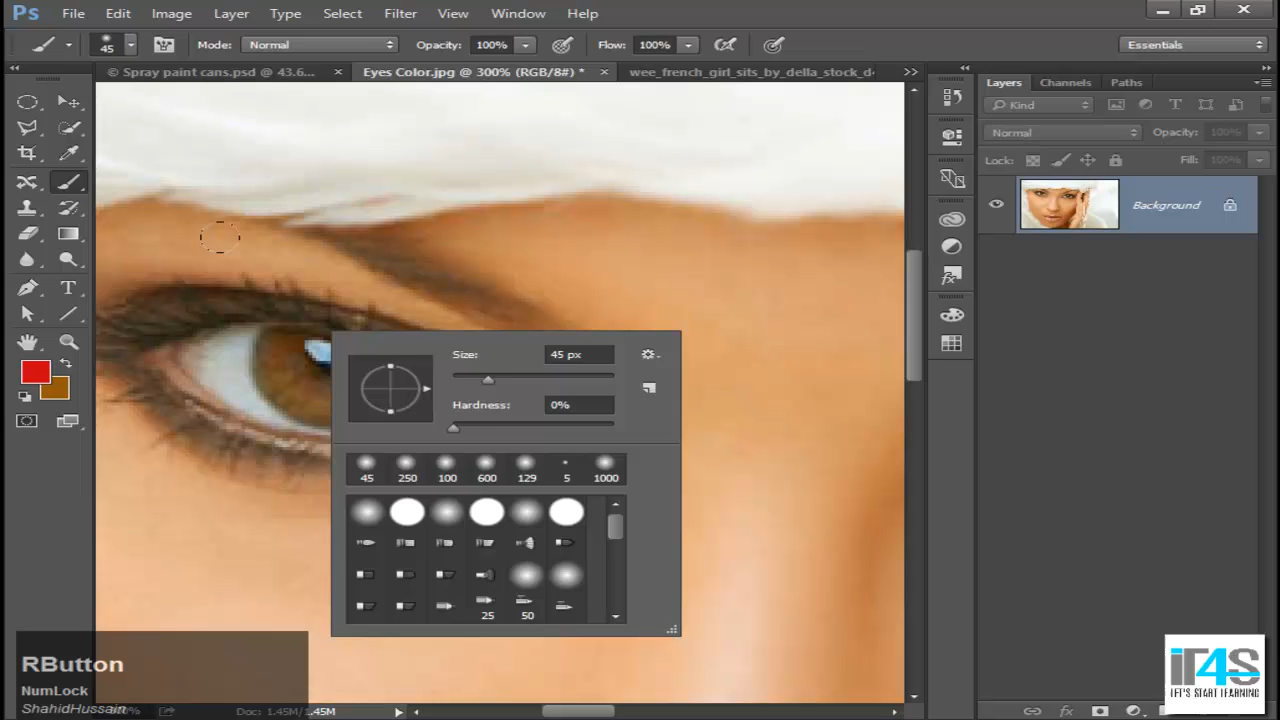 Ps File Edit Image Layer Type Select Filter View Window Help
45 Mode: Normal Opacity: 100% Flow: 100% Essentials
© Spray paint cans.psd @ 43.6... × Eyes Color.jpg @ 300% (RGB/8#) * × wee_french_girl_sits_by_della_stock_d
Layers Channels Paths
Kind
Normal Opacity: 100%
Lock: Fill: 100%
Background
Size: 45 px
Hardness: 0%
45 250 100 600 129 5 1000
25 50
RButton
NumLock
ShahidHussain
Doc: 1.45M/1.45M
fx
iT4S
LET'S START LEARNING